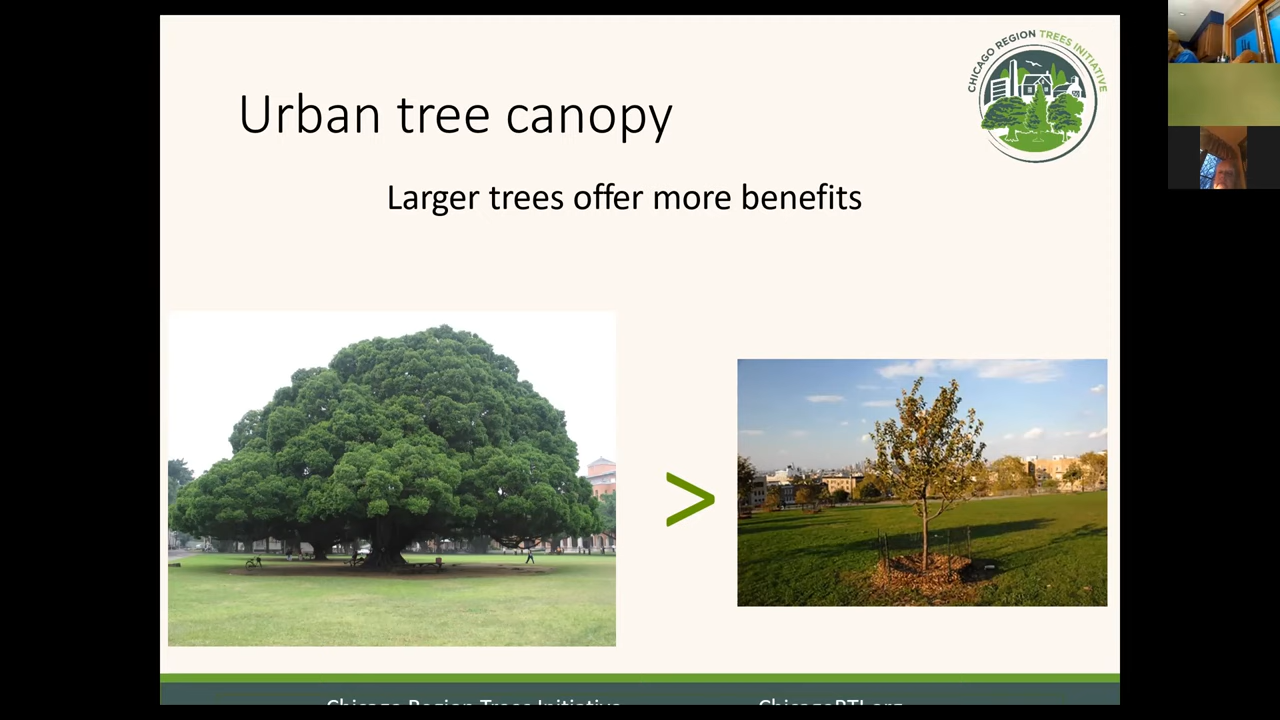 CHICAGO REGION TREES INITIATIVE
Urban tree canopy
Larger trees offer more benefits
>
Chicago Region Trees Initiative
ChicagoRTI.org